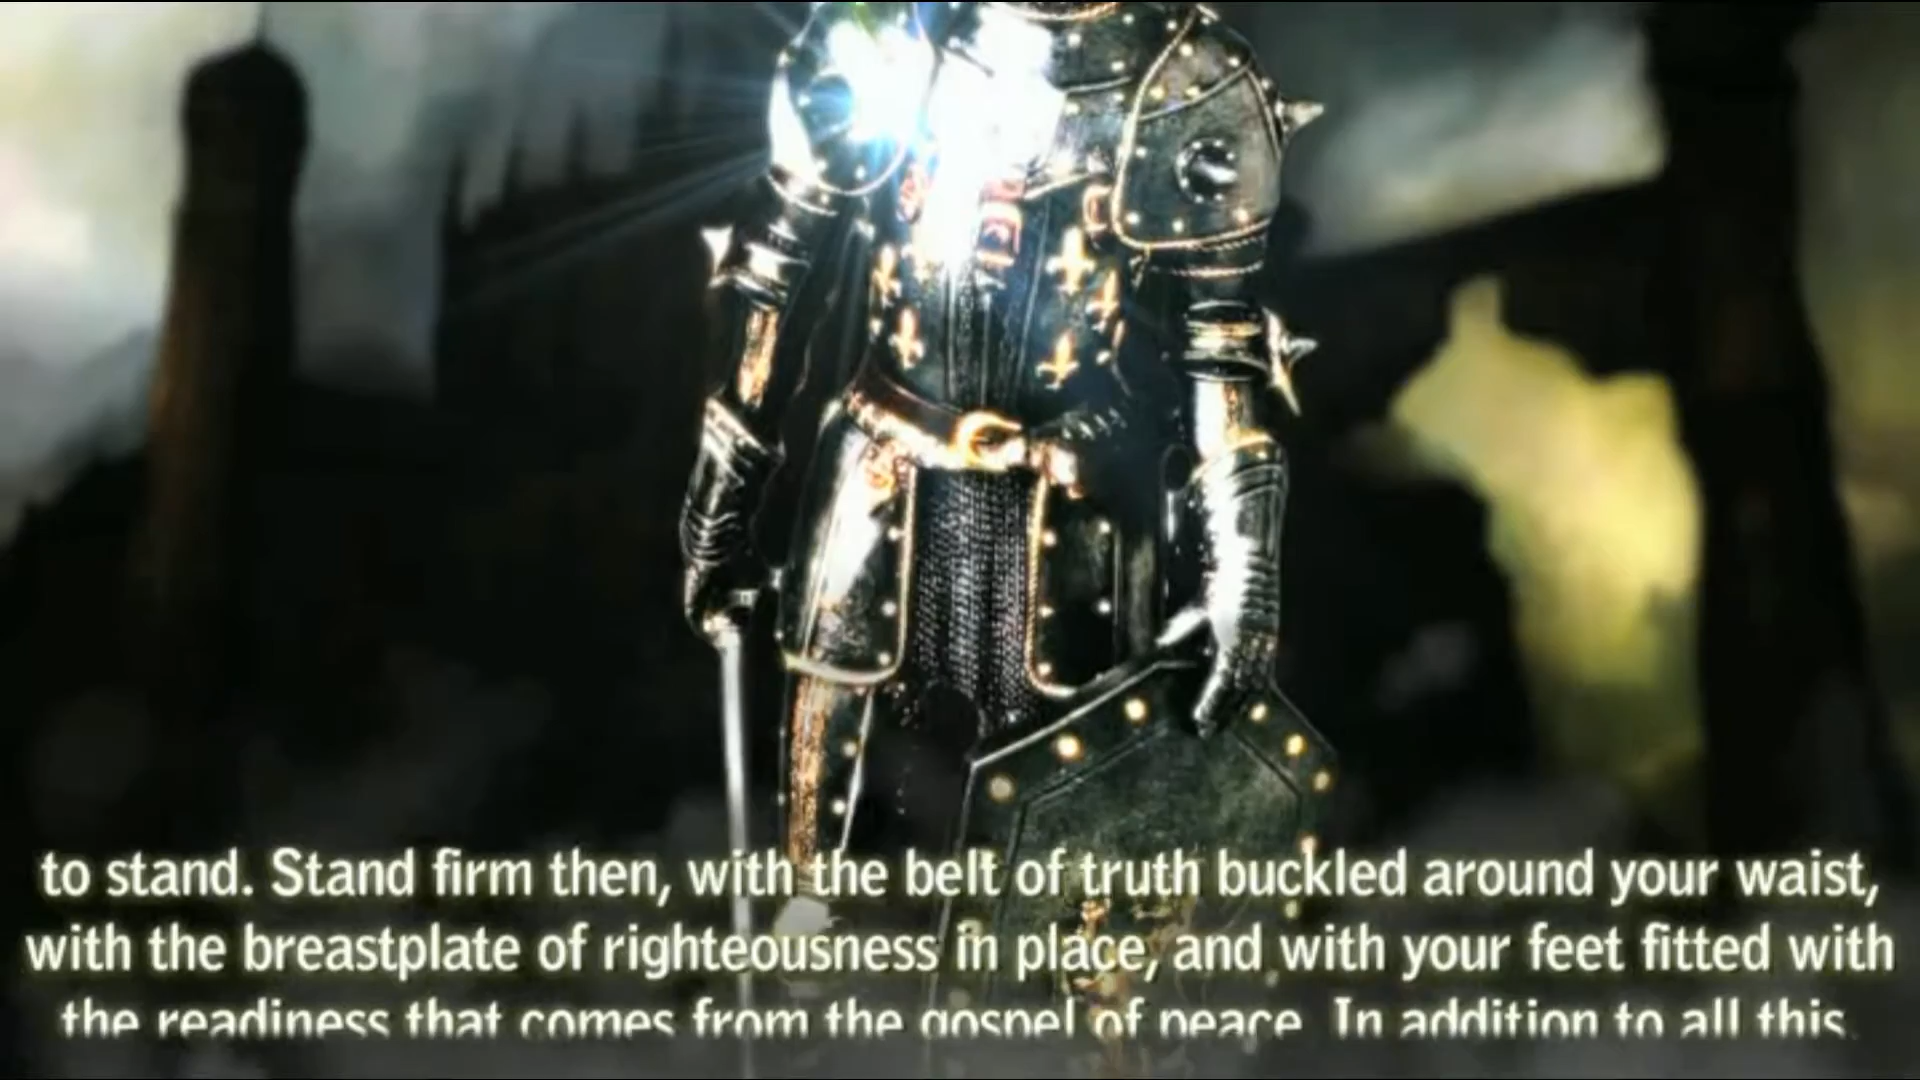 to stand. Stand firm then, with the belt of truth buckled around your waist,
with the breastplate of righteousness in place, and with your feet fitted with
the readiness that comes from the gospel of peace. In addition to all this,